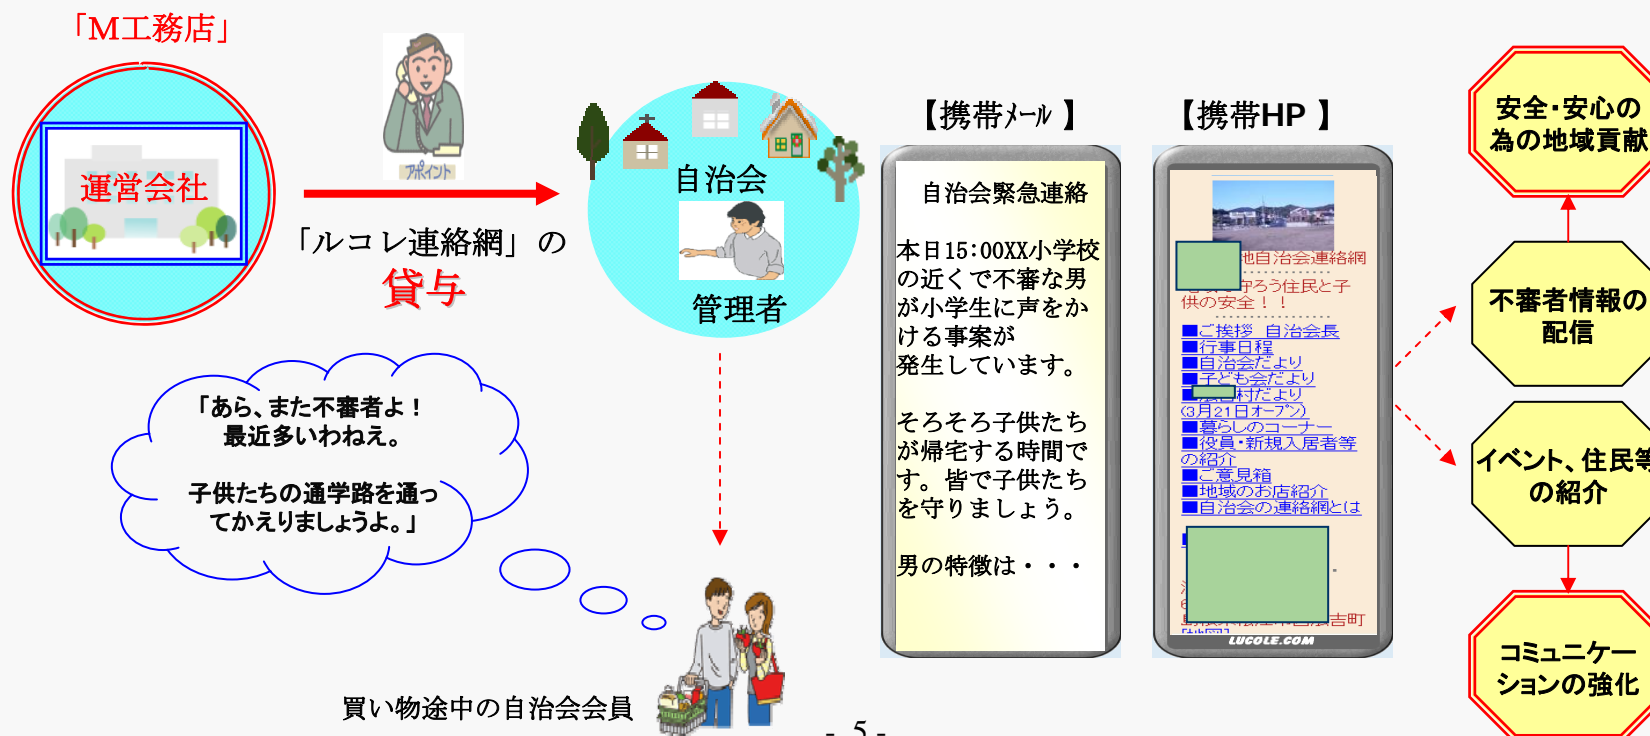 「M工務店」
運営会社
アポイント
「ルコレ連絡網」の
貸与
自治会
管理者
「あら、また不審者よ！
最近多いわねえ。
子供たちの通学路を通っ
てかえりましょうよ。」
買い物途中の自治会会員
【携帯メール】
自治会緊急連絡
本日15:00XX小学校
の近くで不審な男
が小学生に声をか
ける事案が
発生しています。
そろそろ子供たち
が帰宅する時間で
す。皆で子供たち
を守りましょう。
男の特徴は・・・
【携帯HP】
地自治会連絡網
守ろう住民と子
供の安全！！
■ご挨拶 自治会長
■行事日程
■自治会だより
■子ども会だより
村だより
(3月21日オープン)
■暮らしのコーナー
■役員・新規入居者等
の紹介
■ご意見箱
■地域のお店紹介
■自治会の連絡網とは
吉町
LUCOLE.COM
安全・安心の
為の地域貢献
不審者情報の
配信
イベント、住民等
の紹介
コミュニケー
ションの強化
- 5 -